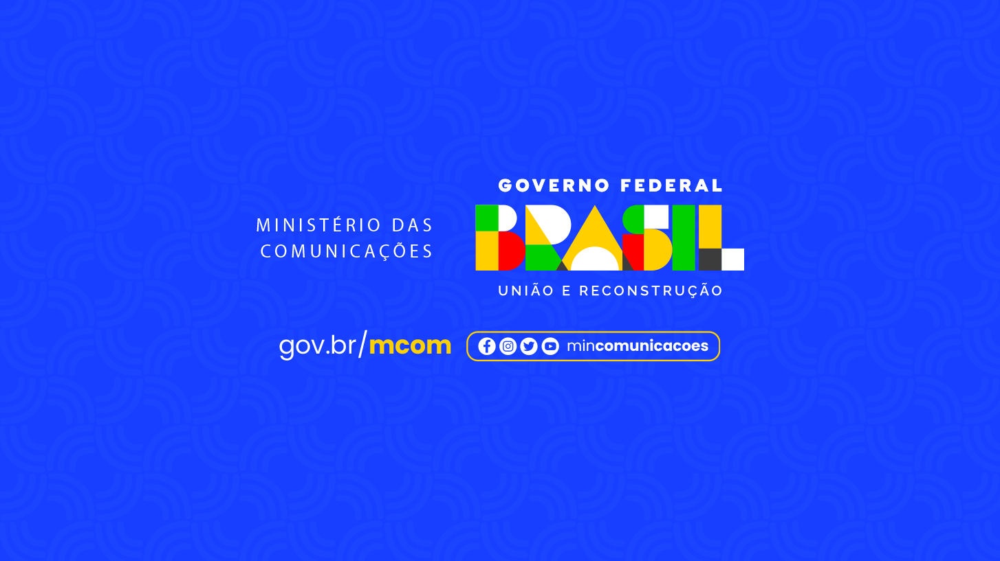 MINISTÉRIO DAS
COMUNICAÇÕES
GOVERNO FEDERAL
BRASIL
UNIÃO E RECONSTRUÇÃO
gov.br/mcom
mincomunicacoes